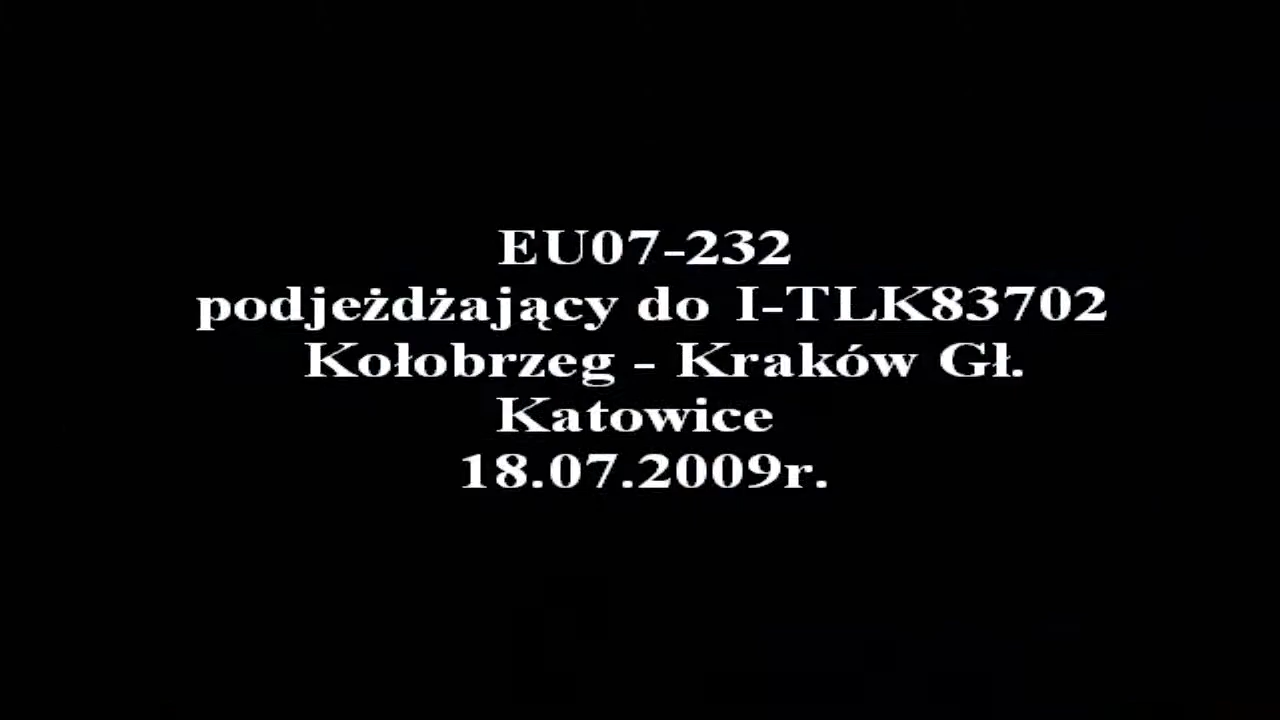 EU07-232
podjeżdżający do I-TLK83702
Kołobrzeg - Kraków Gł.
Katowice
18.07.2009r.